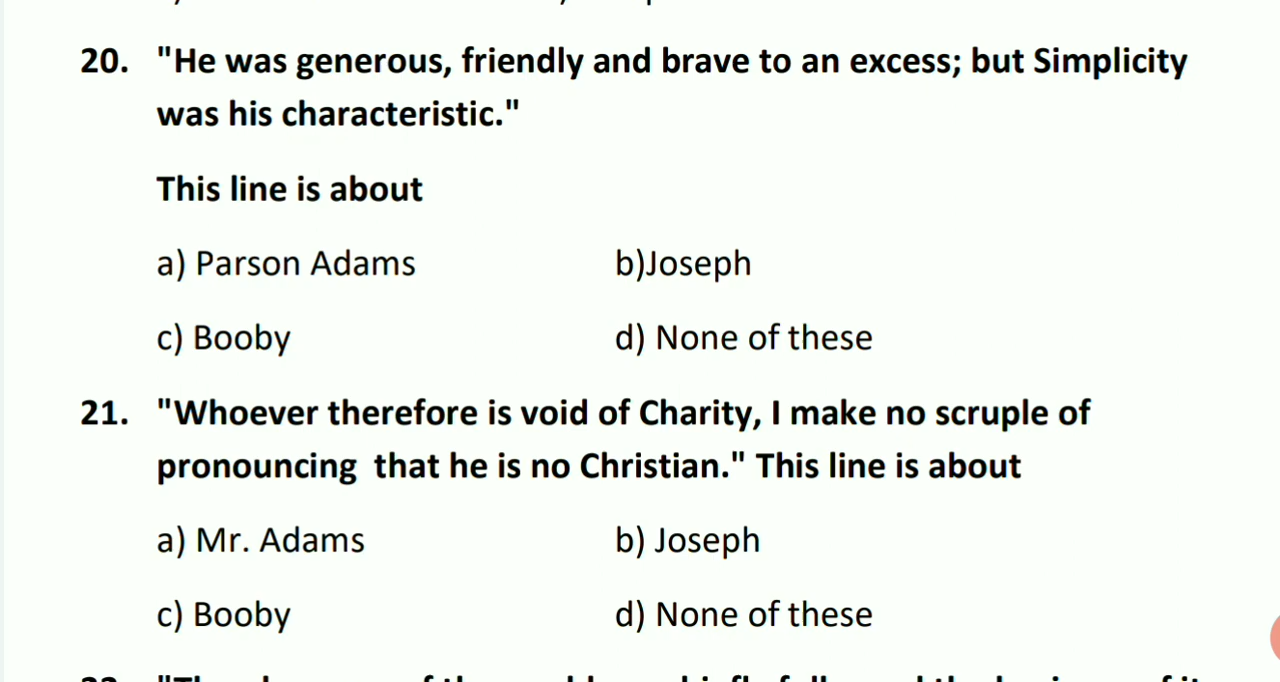 20. "He was generous, friendly and brave to an excess; but Simplicity
was his characteristic."
This line is about
a) Parson Adams b)Joseph
c) Booby d) None of these
21. "Whoever therefore is void of Charity, I make no scruple of
pronouncing that he is no Christian." This line is about
a) Mr. Adams b) Joseph
c) Booby d) None of these